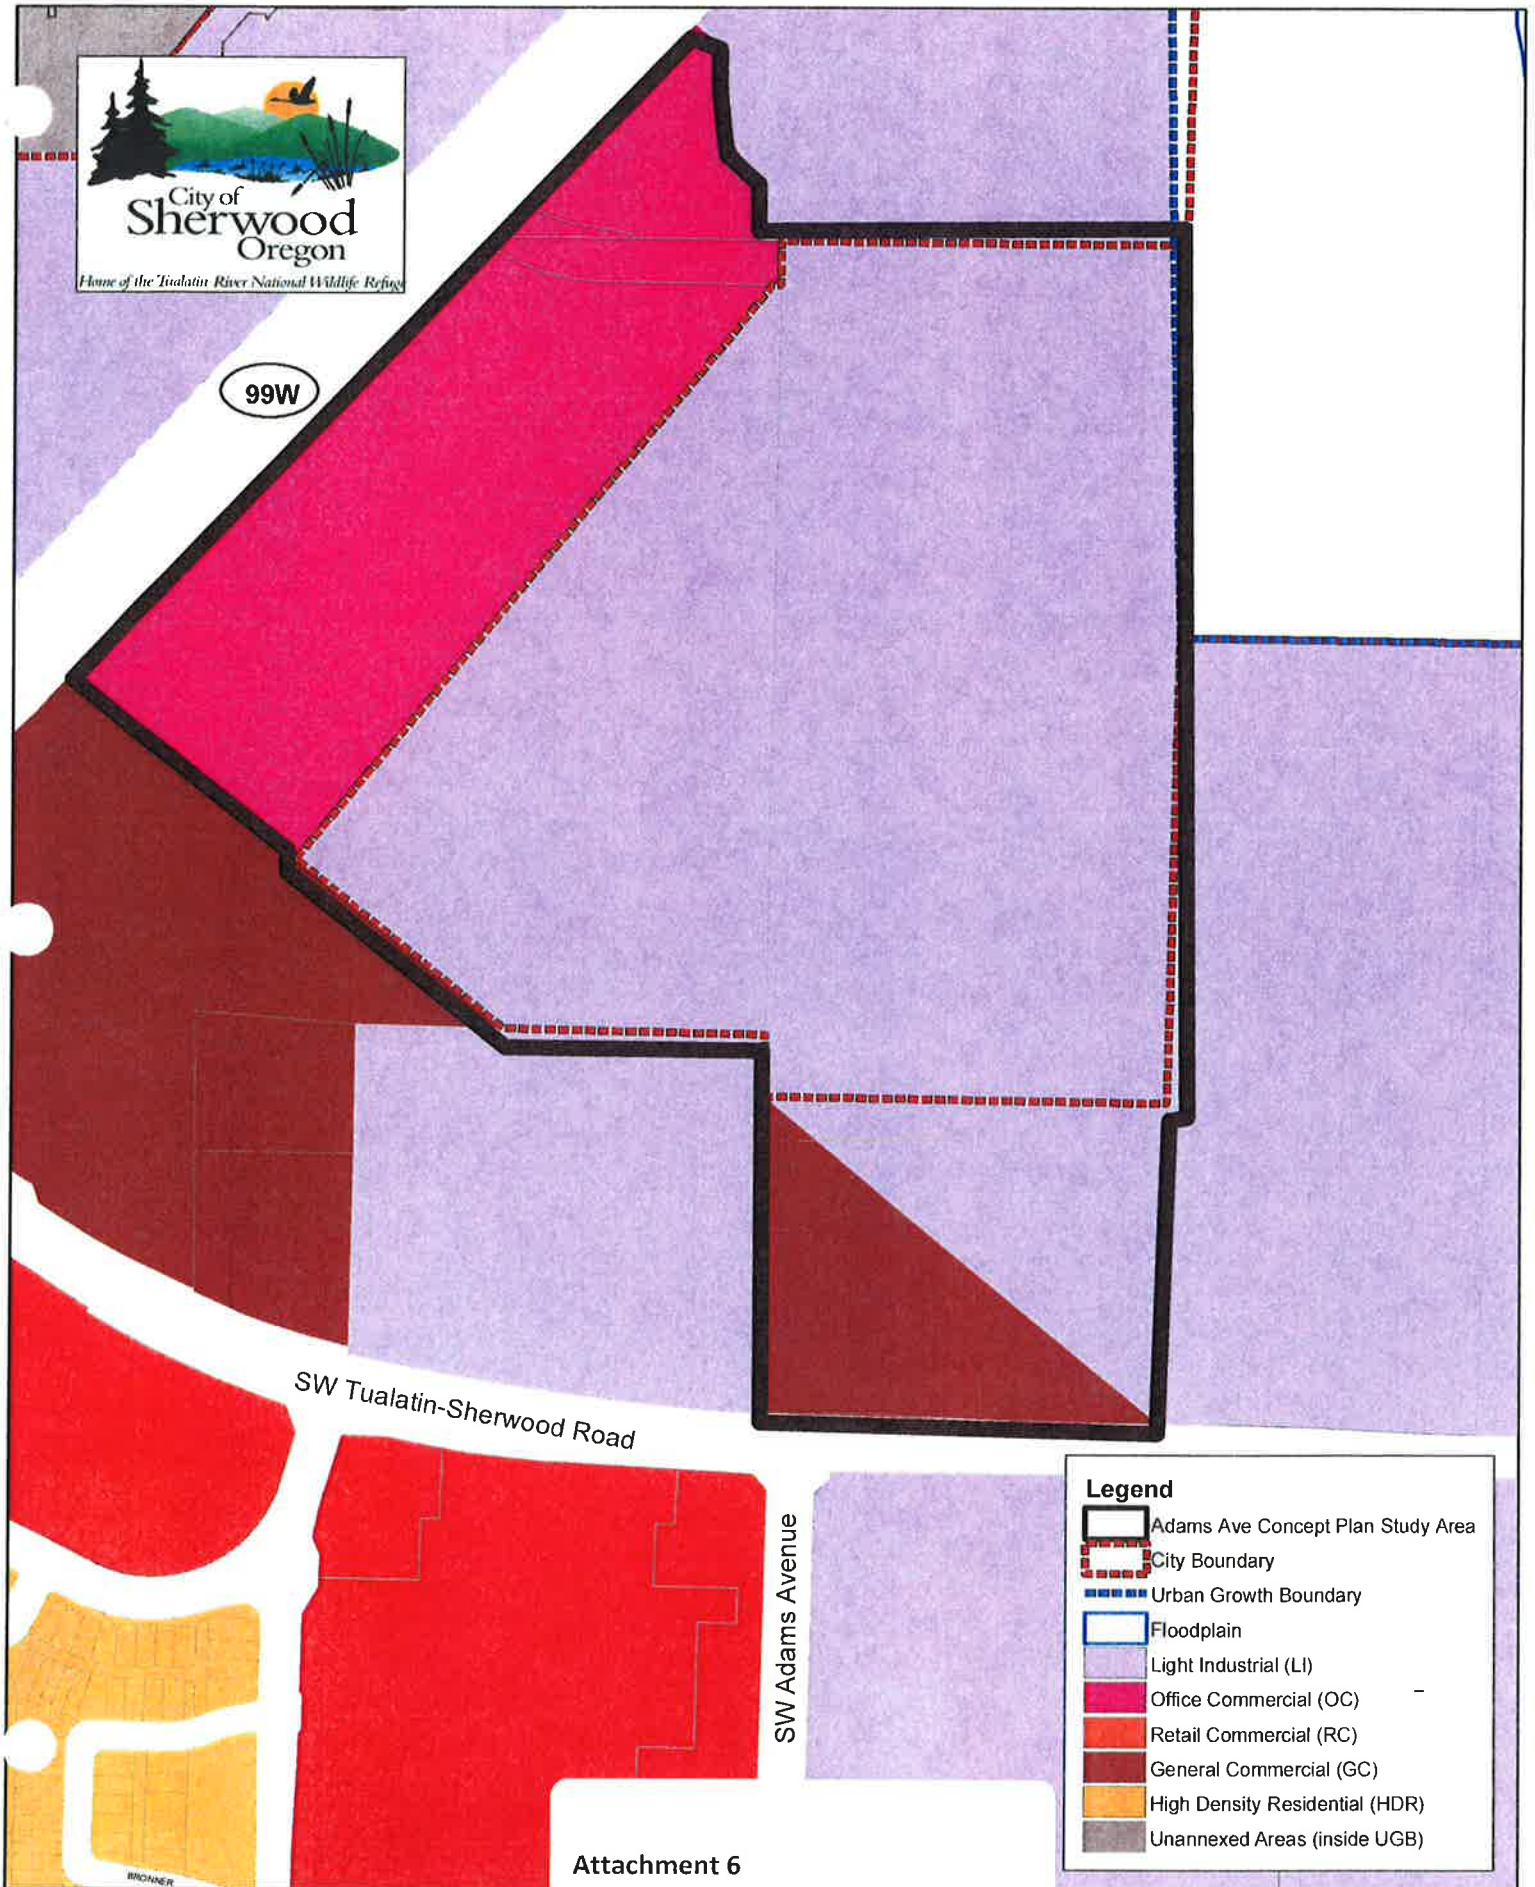 City of
Sherwood
Oregon
Home of the Tualatin River National Wildlife Refuge
99W
SW Tualatin-Sherwood Road
SW Adams Avenue
Legend
Adams Ave Concept Plan Study Area
City Boundary
Urban Growth Boundary
Floodplain
Light Industrial (LI)
Office Commercial (OC)
Retail Commercial (RC)
General Commercial (GC)
High Density Residential (HDR)
Unannexed Areas (inside UGB)
BRONNER
Attachment 6